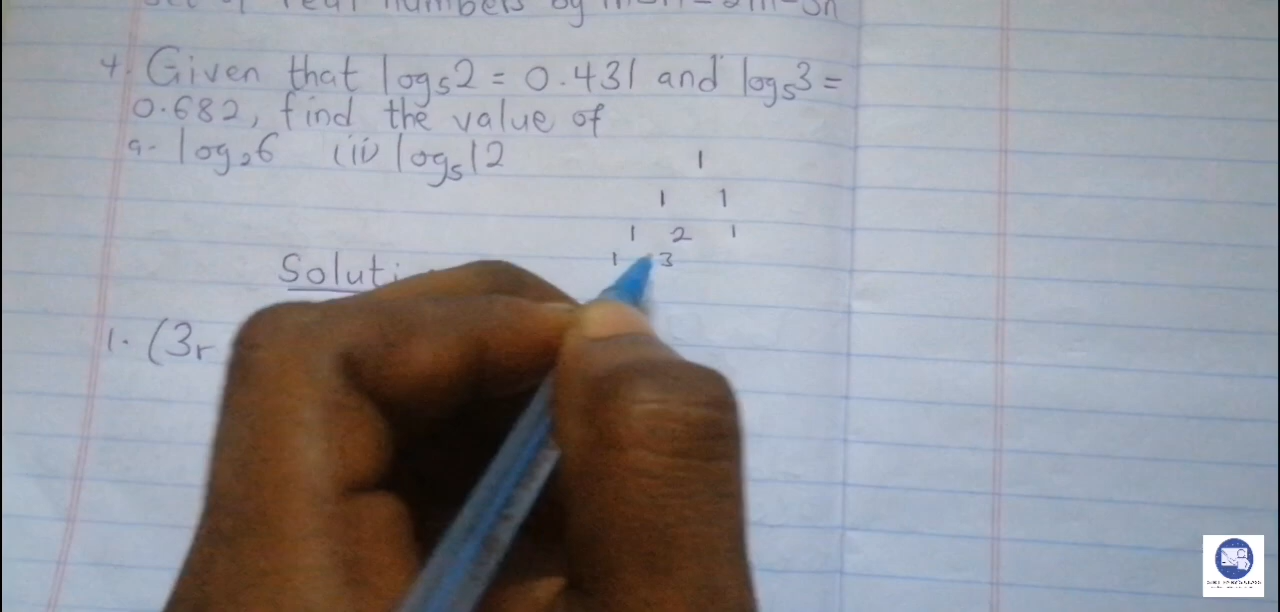 4. Given that log₅2 = 0.431 and log₅3 =
0.682, find the value of
a. log₂6 (ii) log₅12
1
1 1
1 2 1
1 3
Soluti
1. (3r